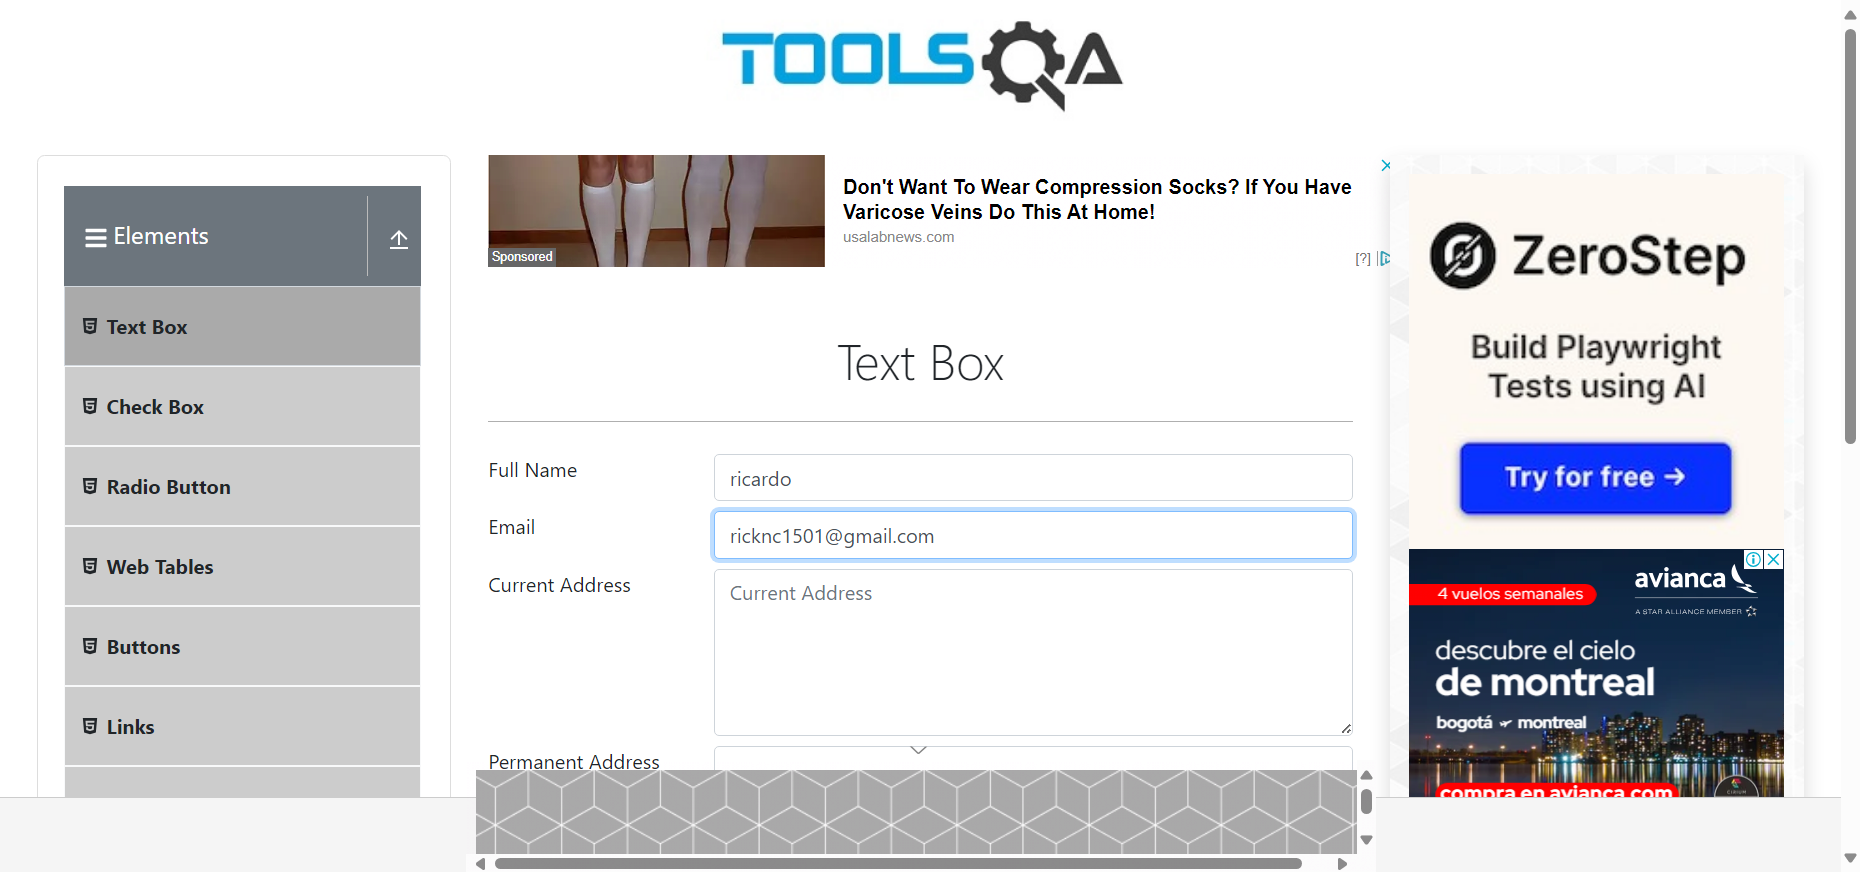 TOOLSQA
Elements
Text Box
Check Box
Radio Button
Web Tables
Buttons
Links
Sponsored
Don't Want To Wear Compression Socks? If You Have
Varicose Veins Do This At Home!
usalabnews.com
[?]
Text Box
Full Name
ricardo
Email
ricknc1501@gmail.com
Current Address
Current Address
Permanent Address
ZeroStep
Build Playwright
Tests using AI
Try for free →
4 vuelos semanales
avianca
A STAR ALLIANCE MEMBER
descubre el cielo
de montreal
bogotá montreal
compra en avianca.com